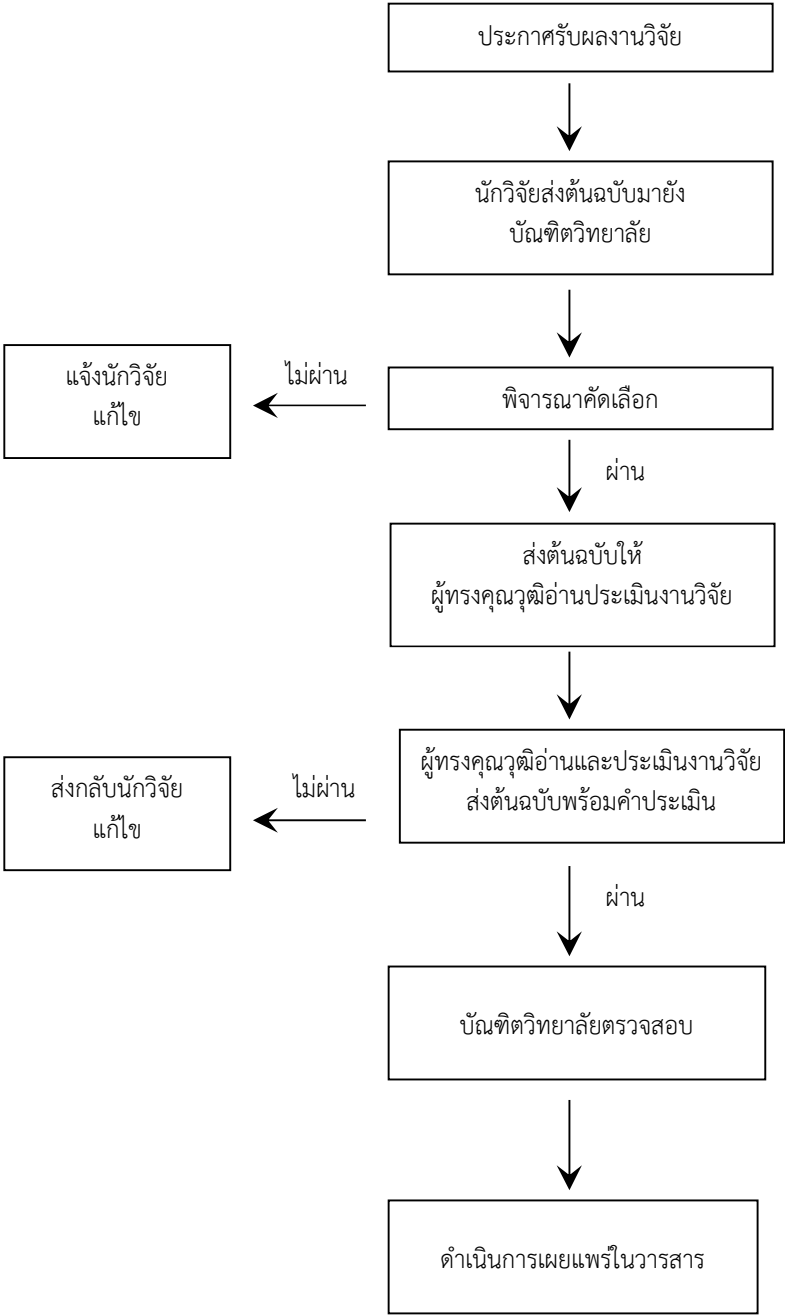 ประกาศรับผลงานวิจัย
นักวิจัยส่งต้นฉบับมายัง
บัณฑิตวิทยาลัย
แจ้งนักวิจัย
แก้ไข
ไม่ผ่าน
พิจารณาคัดเลือก
ผ่าน
ส่งต้นฉบับให้
ผู้ทรงคุณวุฒิอ่านประเมินงานวิจัย
ส่งกลับนักวิจัย
แก้ไข
ไม่ผ่าน
ผู้ทรงคุณวุฒิอ่านและประเมินงานวิจัย
ส่งต้นฉบับพร้อมคำประเมิน
ผ่าน
บัณฑิตวิทยาลัยตรวจสอบ
ดำเนินการเผยแพร่ในวารสาร